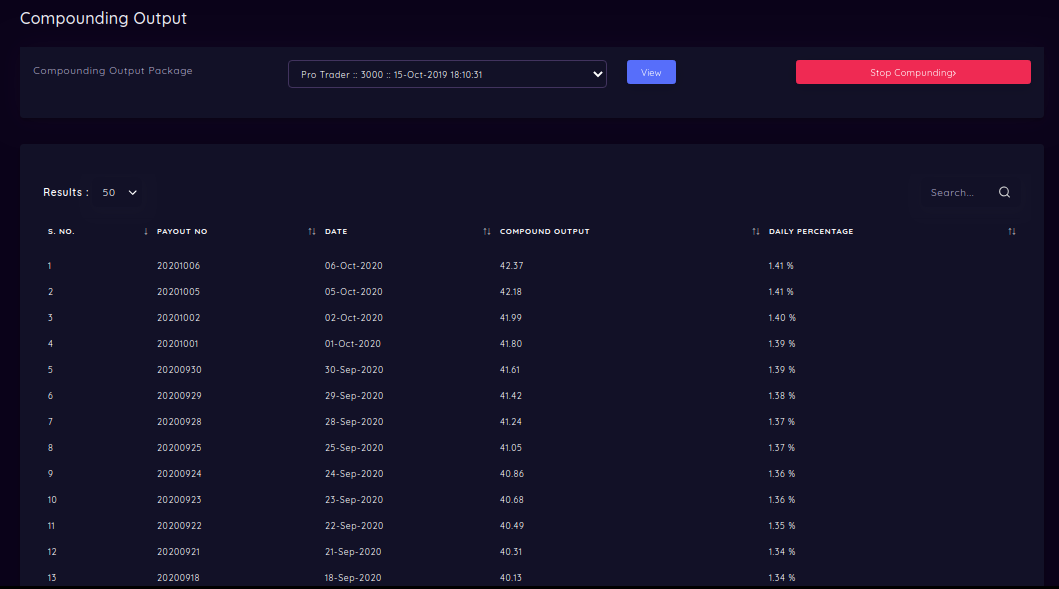 Compounding Output
Compounding Output Package Pro Trader :: 3000 :: 15-Oct-2019 18:10:31 View Stop Compunding›
Results : 50 Search...
S. NO. ↓ PAYOUT NO ↑↓ DATE ↑↓ COMPOUND OUTPUT ↑↓ DAILY PERCENTAGE ↑↓
1 20201006 06-Oct-2020 42.37 1.41 %
2 20201005 05-Oct-2020 42.18 1.41 %
3 20201002 02-Oct-2020 41.99 1.40 %
4 20201001 01-Oct-2020 41.80 1.39 %
5 20200930 30-Sep-2020 41.61 1.39 %
6 20200929 29-Sep-2020 41.42 1.38 %
7 20200928 28-Sep-2020 41.24 1.37 %
8 20200925 25-Sep-2020 41.05 1.37 %
9 20200924 24-Sep-2020 40.86 1.36 %
10 20200923 23-Sep-2020 40.68 1.36 %
11 20200922 22-Sep-2020 40.49 1.35 %
12 20200921 21-Sep-2020 40.31 1.34 %
13 20200918 18-Sep-2020 40.13 1.34 %